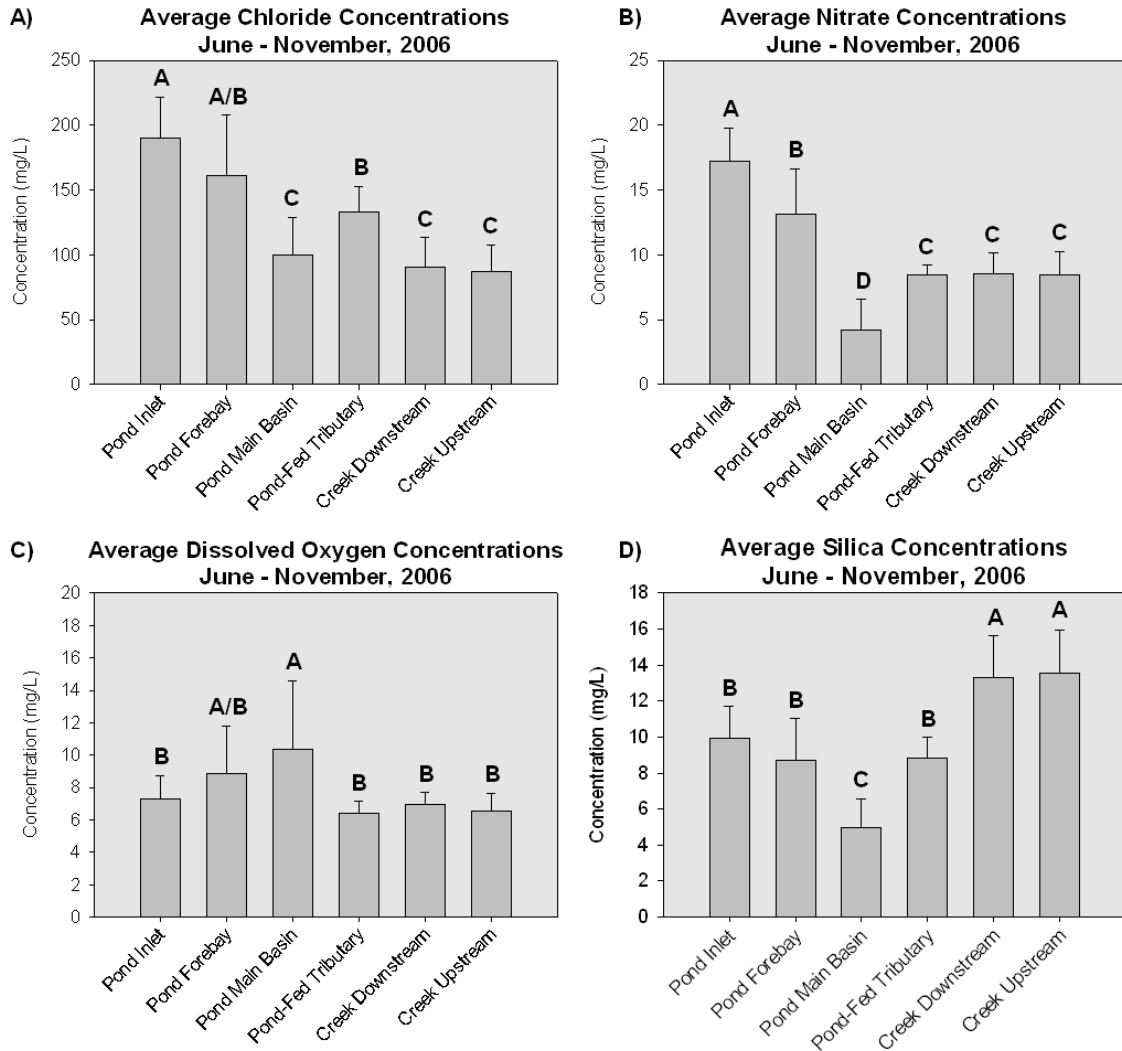 A)
Average Chloride Concentrations
June - November, 2006
Concentration (mg/L)
250
200
150
100
50
0
A
A/B
C
B
C
C
Pond Inlet
Pond Forebay
Pond Main Basin
Pond-Fed Tributary
Creek Downstream
Creek Upstream
B)
Average Nitrate Concentrations
June - November, 2006
Concentration (mg/L)
25
20
15
10
5
0
A
B
D
C
C
C
Pond Inlet
Pond Forebay
Pond Main Basin
Pond-Fed Tributary
Creek Downstream
Creek Upstream
C)
Average Dissolved Oxygen Concentrations
June - November, 2006
Concentration (mg/L)
20
18
16
14
12
10
8
6
4
2
0
B
A/B
A
B
B
B
Pond Inlet
Pond Forebay
Pond Main Basin
Pond-Fed Tributary
Creek Downstream
Creek Upstream
D)
Average Silica Concentrations
June - November, 2006
Concentration (mg/L)
18
16
14
12
10
8
6
4
2
0
B
B
C
B
A
A
Pond Inlet
Pond Forebay
Pond Main Basin
Pond-Fed Tributary
Creek Downstream
Creek Upstream